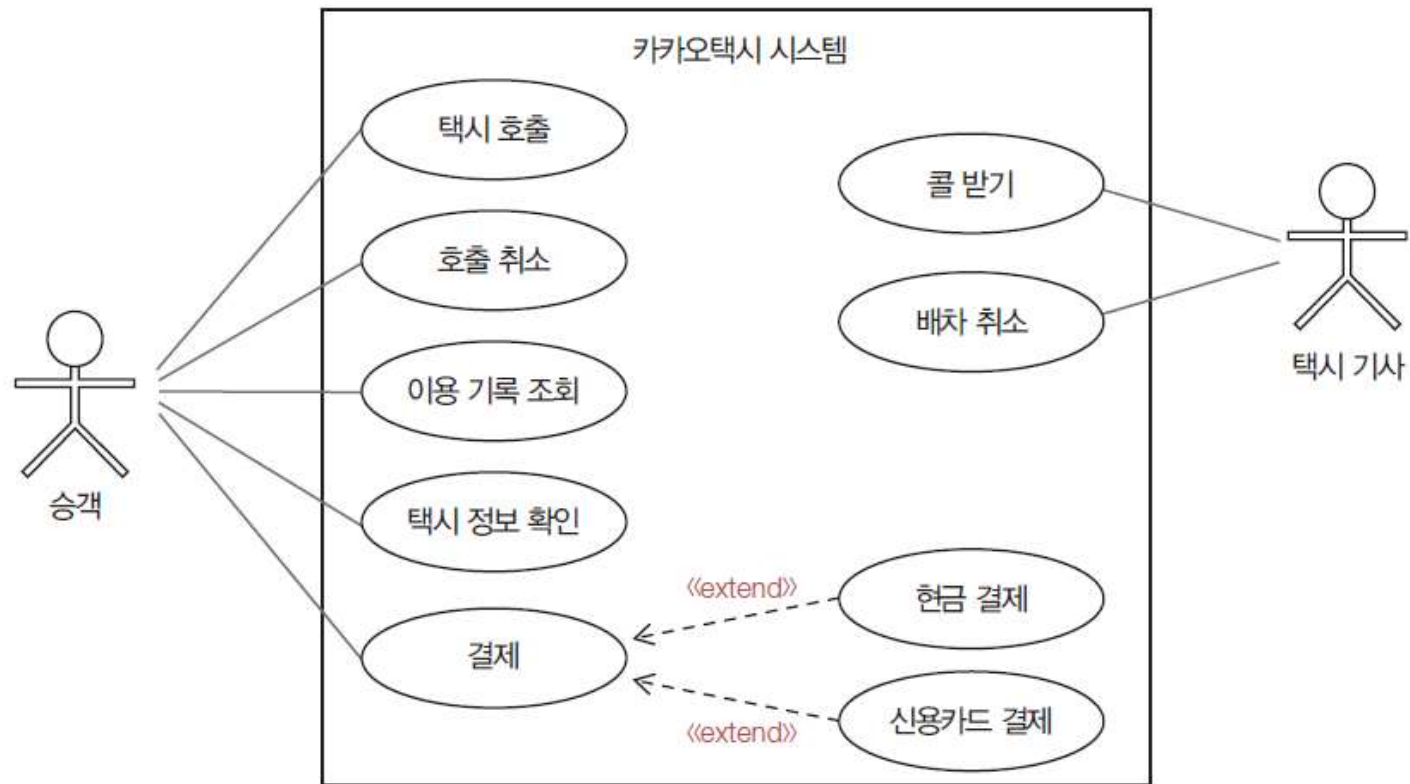 카카오택시 시스템
택시 호출
콜 받기
호출 취소
배차 취소
택시 기사
이용 기록 조회
승객
택시 정보 확인
《extend》
현금 결제
결제
신용카드 결제
《extend》